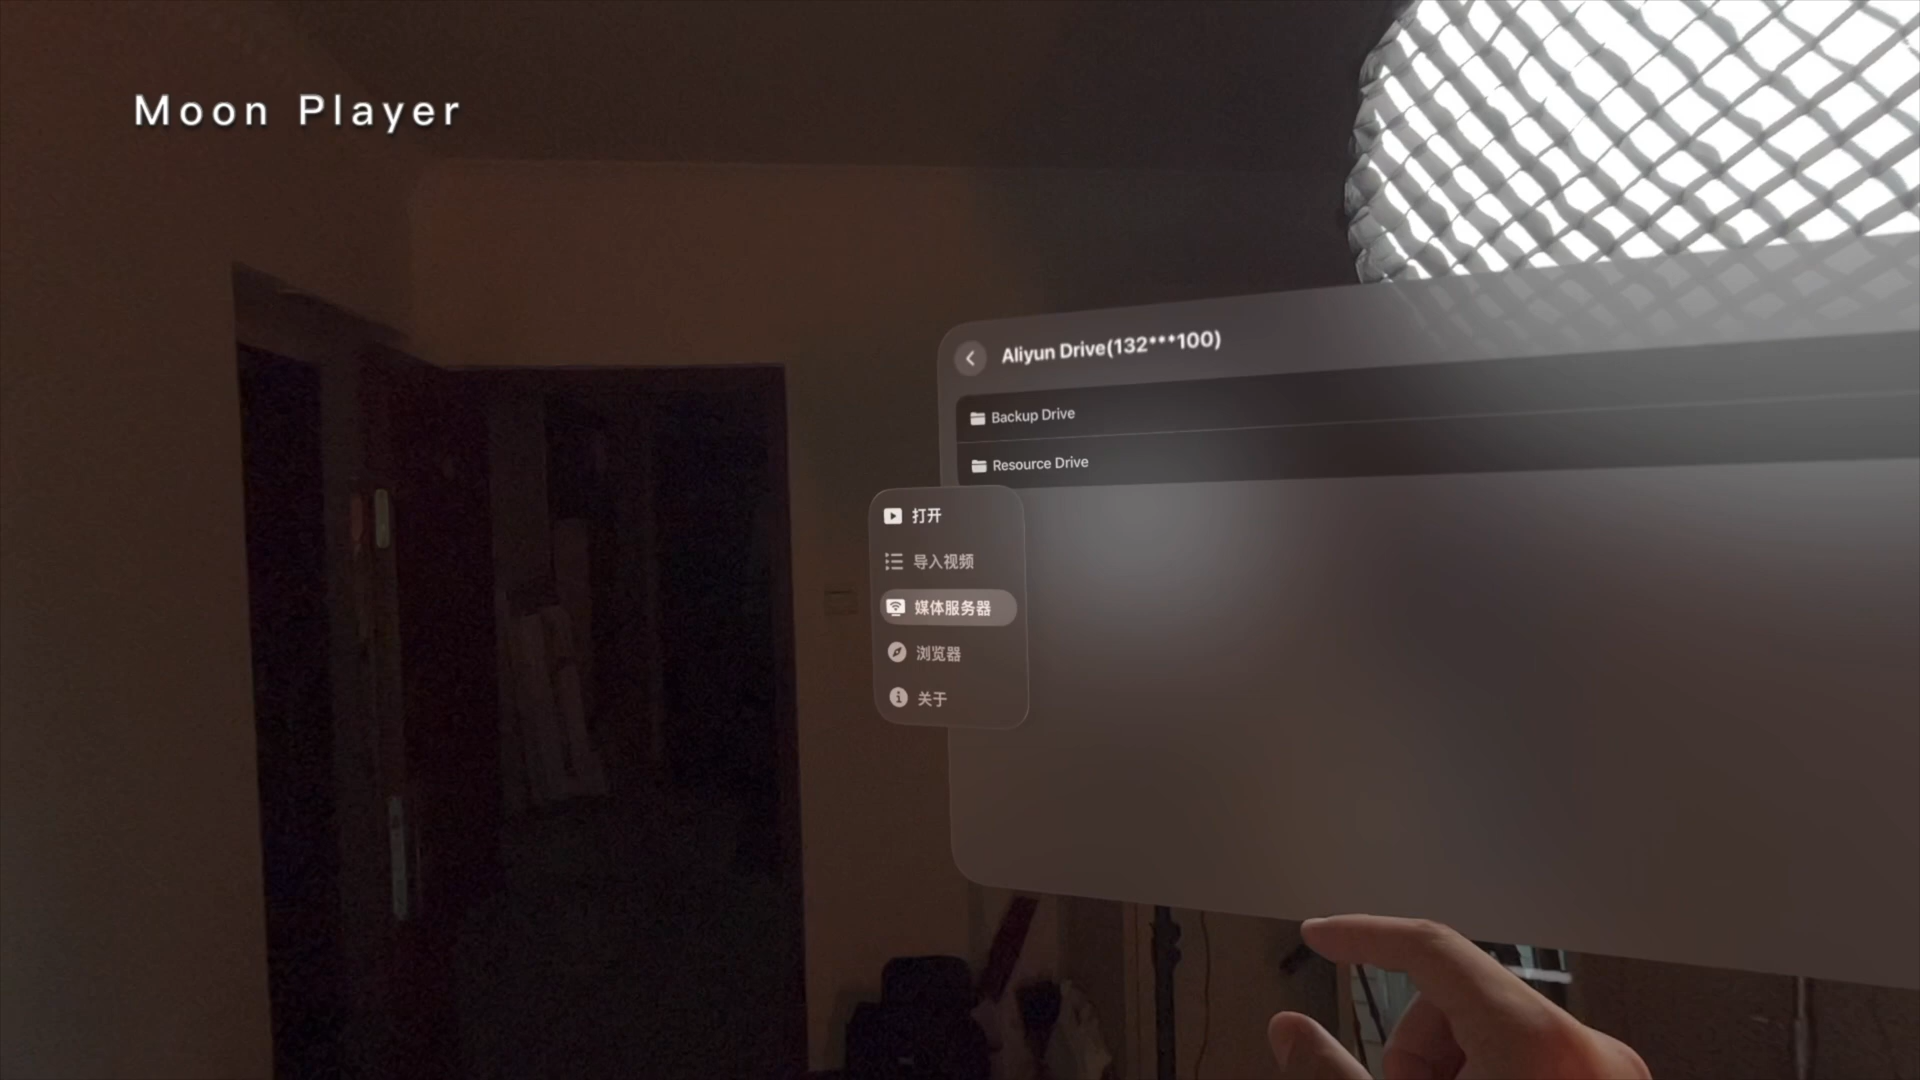 Moon Player
Aliyun Drive(132***100)
Backup Drive
Resource Drive
打开
导入视频
媒体服务器
浏览器
关于